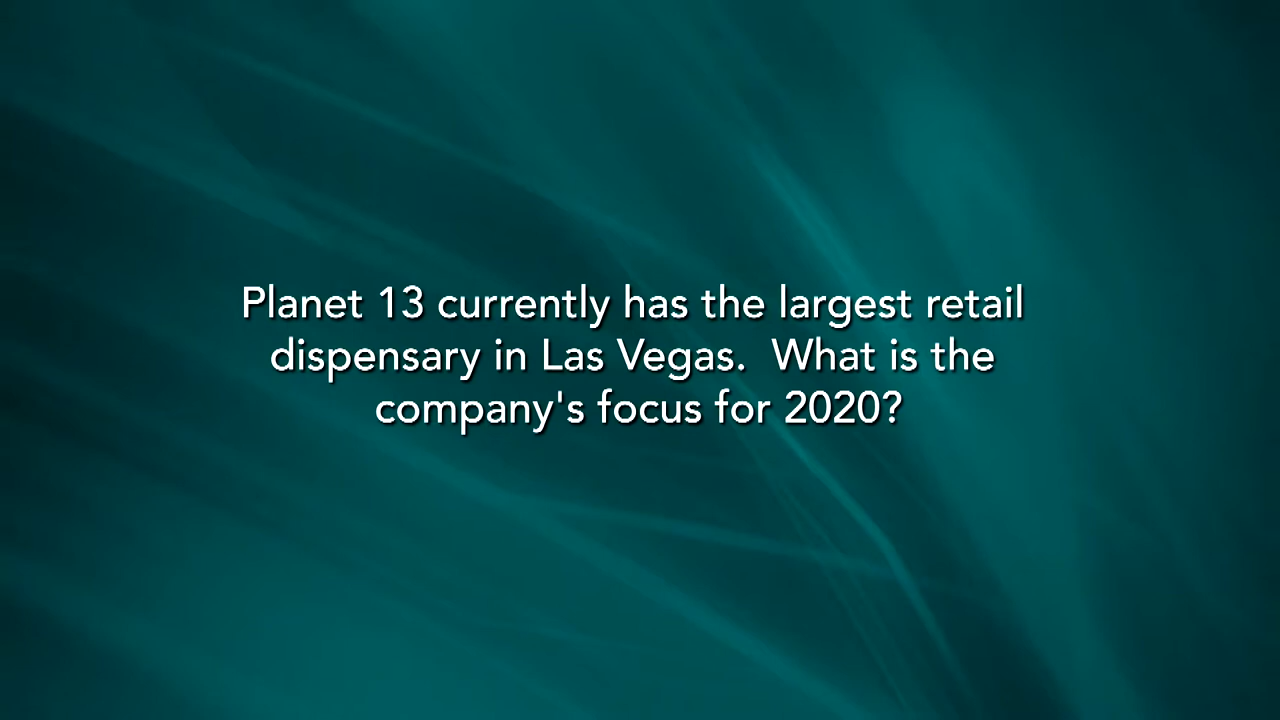 Planet 13 currently has the largest retail
dispensary in Las Vegas.  What is the
company's focus for 2020?